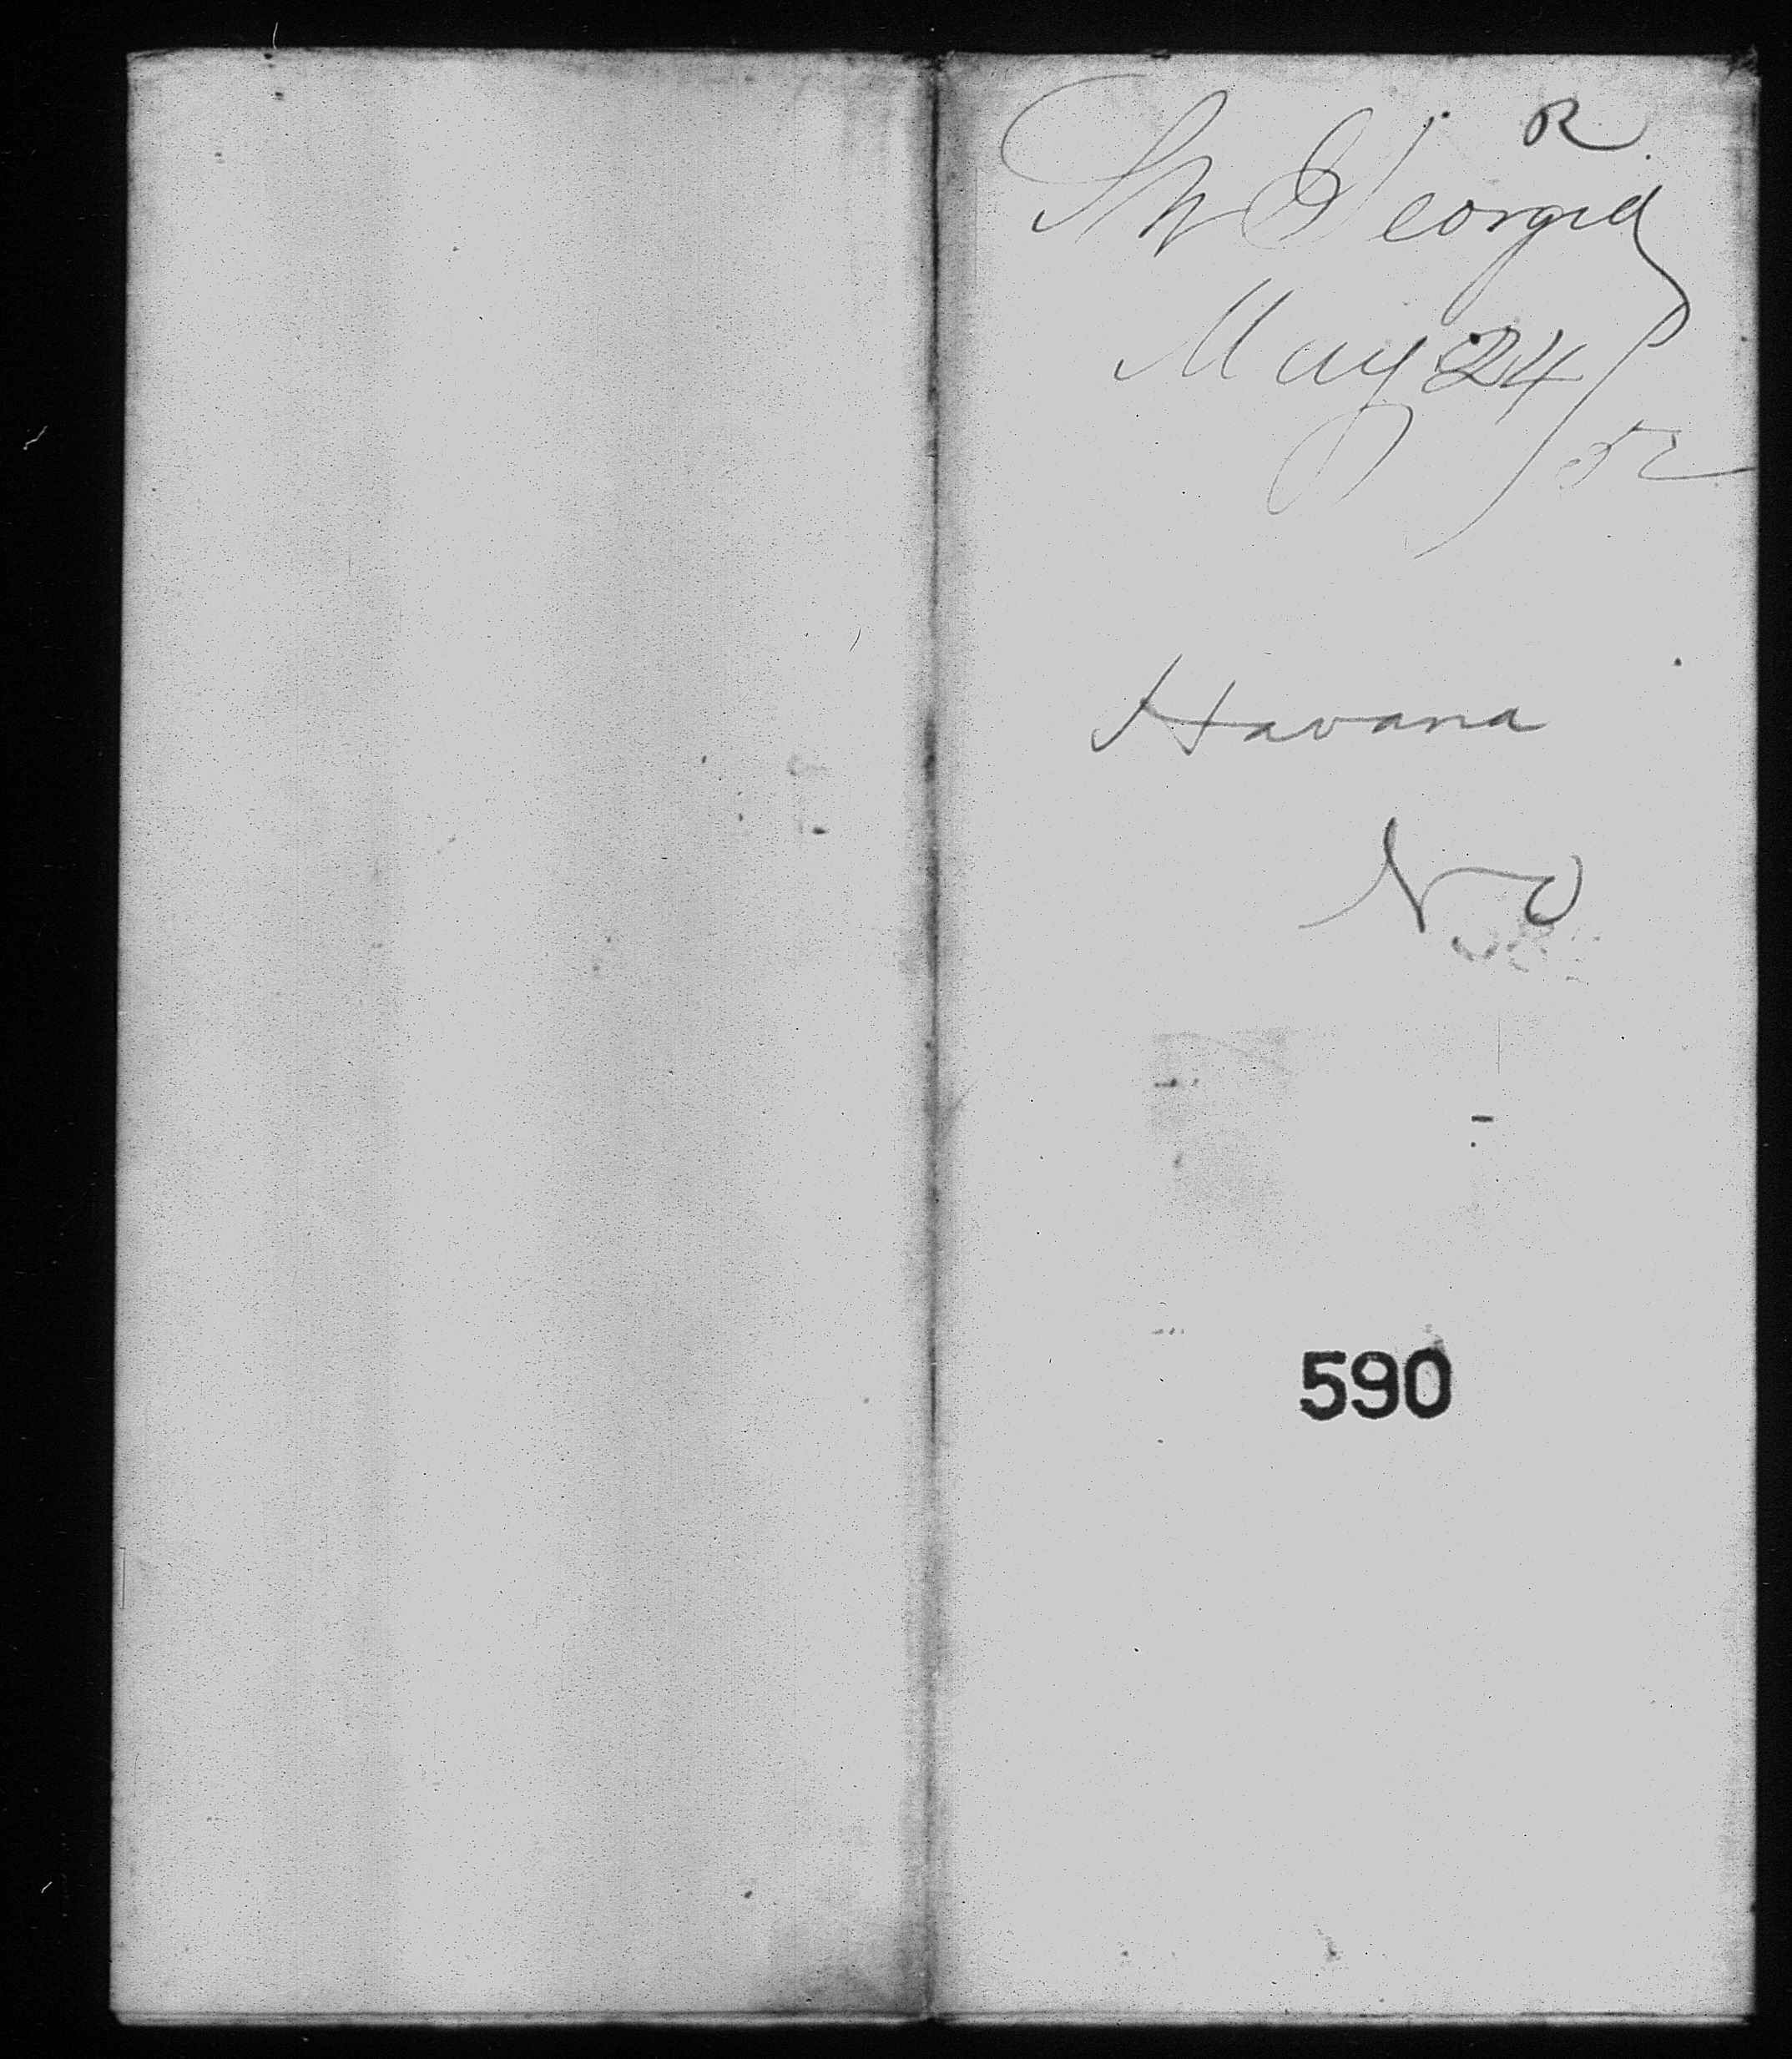 R
Sh Georgia
May 24
/52
Havana
NO
590